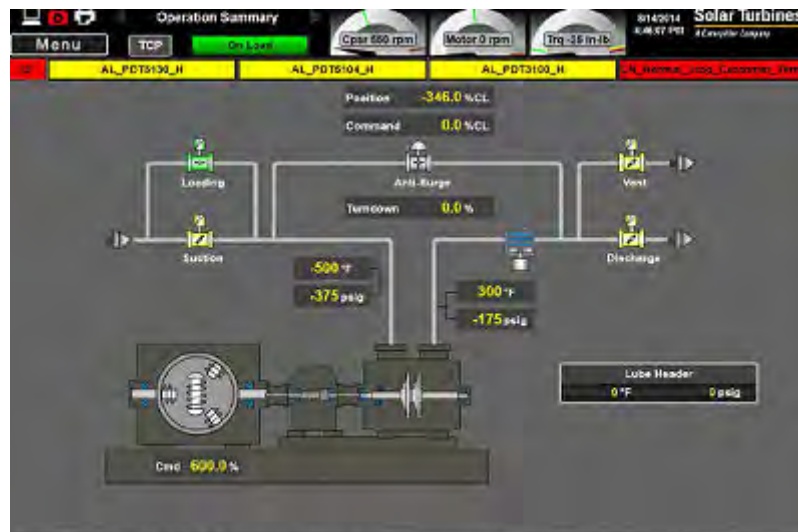 Operation Summary
8/14/2014
Solar Turbines
Menu
TCP
On Load
Cpsr 550 rpm
Motor 0 rpm
Trq -35 in-lb
A Caterpillar Company
AL_PDT5130_H
AL_PDT5104_H
AL_PDT3100_H
Position -346.0 %CL
Command 0.0 %CL
Loading
Anti-Surge
Vent
Turndown 0.0 %
Suction
Discharge
-500 °F
-375 psig
300 °F
-175 psig
Lube Header
0 °F 0 psig
Cmd 600.0 %